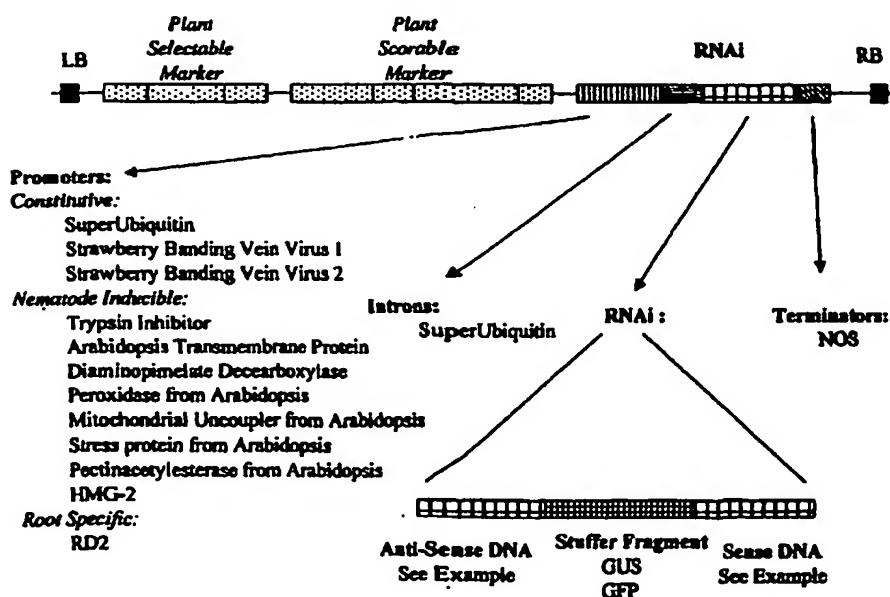 LB
Plant
Selectable
Marker
Plant
Scorable
Marker
RNAi
RB
Promoters:
Constitutive:
SuperUbiquitin
Strawberry Banding Vein Virus 1
Strawberry Banding Vein Virus 2
Nematode Inducible:
Trypsin Inhibitor
Arabidopsis Transmembrane Protein
Diaminopimelate Decearboxylase
Peroxidase from Arabidopsis
Mitochondrial Uncoupler from Arabidopsis
Stress protein from Arabidopsis
Pectinacetylesterase from Arabidopsis
HMG-2
Root Specific:
RD2
Introns:
SuperUbiquitin
RNAi :
Terminators:
NOS
Anti-Sense DNA
See Example
Stuffer Fragment
GUS
GFP
Sense DNA
See Example